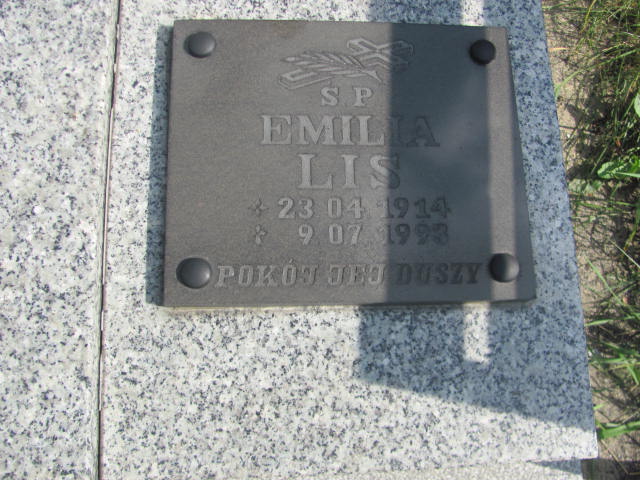 S P
EMILIA
LIS
23 04 1914
9 07 1993
POKÓJ JEJ DUSZY